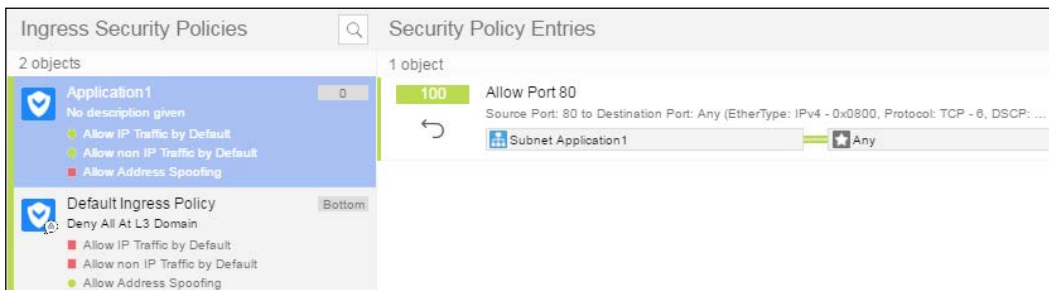 Ingress Security Policies
2 objects
Application1
0
No description given
Allow IP Traffic by Default
Allow non IP Traffic by Default
Allow Address Spoofing
Default Ingress Policy
Bottom
Deny All At L3 Domain
Allow IP Traffic by Default
Allow non IP Traffic by Default
Allow Address Spoofing
Security Policy Entries
1 object
100
Allow Port 80
Source Port: 80 to Destination Port: Any (EtherType: IPv4 - 0x0800, Protocol: TCP - 6, DSCP: ...
Subnet Application1
Any